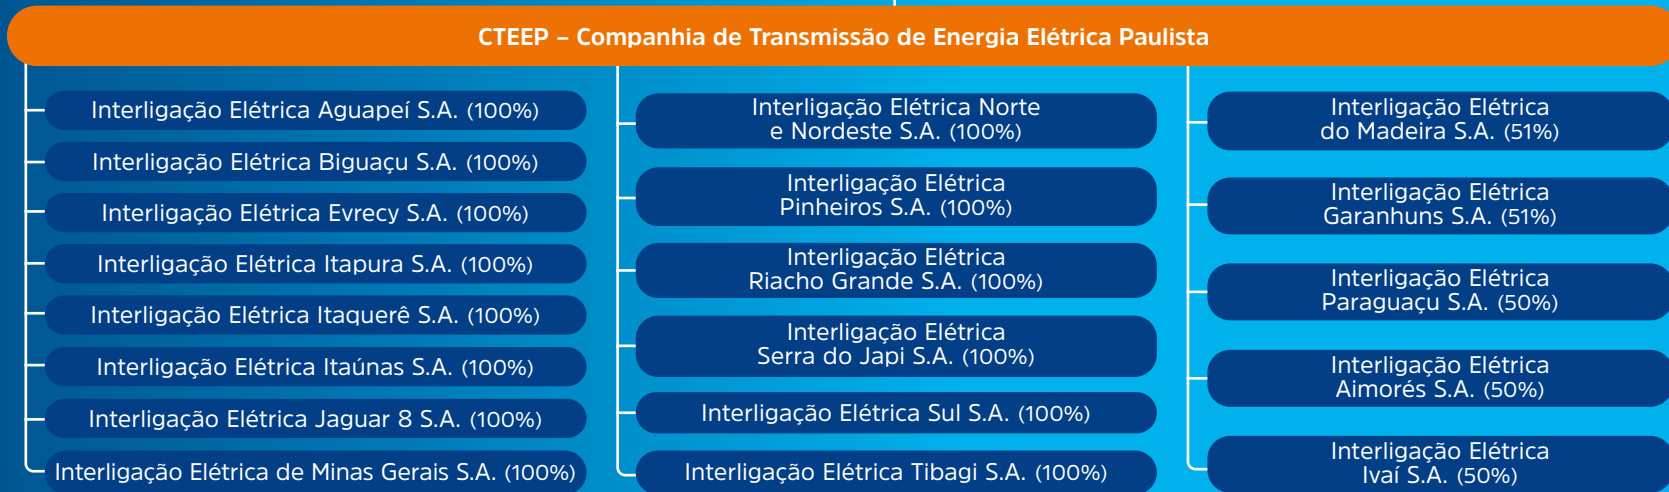 CTEEP – Companhia de Transmissão de Energia Elétrica Paulista
Interligação Elétrica Aguapeí S.A. (100%)
Interligação Elétrica Biguaçu S.A. (100%)
Interligação Elétrica Evrecy S.A. (100%)
Interligação Elétrica Itapura S.A. (100%)
Interligação Elétrica Itaquerê S.A. (100%)
Interligação Elétrica Itaúnas S.A. (100%)
Interligação Elétrica Jaguar 8 S.A. (100%)
Interligação Elétrica de Minas Gerais S.A. (100%)
Interligação Elétrica Norte
e Nordeste S.A. (100%)
Interligação Elétrica
Pinheiros S.A. (100%)
Interligação Elétrica
Riacho Grande S.A. (100%)
Interligação Elétrica
Serra do Japi S.A. (100%)
Interligação Elétrica Sul S.A. (100%)
Interligação Elétrica Tibagi S.A. (100%)
Interligação Elétrica
do Madeira S.A. (51%)
Interligação Elétrica
Garanhuns S.A. (51%)
Interligação Elétrica
Paraguaçu S.A. (50%)
Interligação Elétrica
Aimorés S.A. (50%)
Interligação Elétrica
Ivaí S.A. (50%)